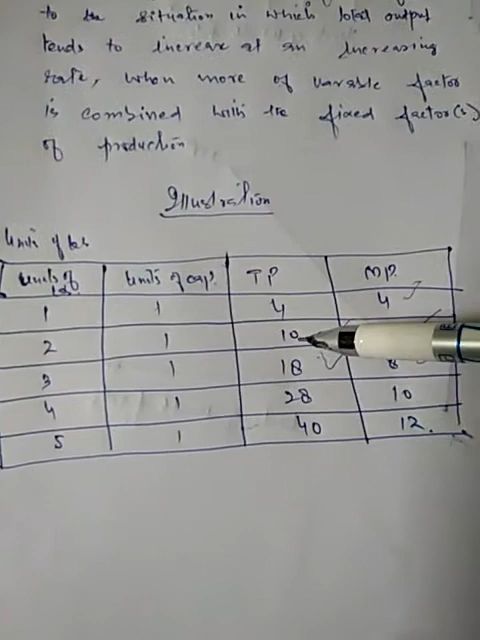 to the situation in which total output
tends to increase at an increasing
rate, when more of variable factor
is combined with the fixed factor(s)
of production
Illustration
Units of lab
Units of lab. Units of cap. TP MP.
1 1 4 4
2 1 10
3 1 18 8
4 1 28 10
5 1 40 12.